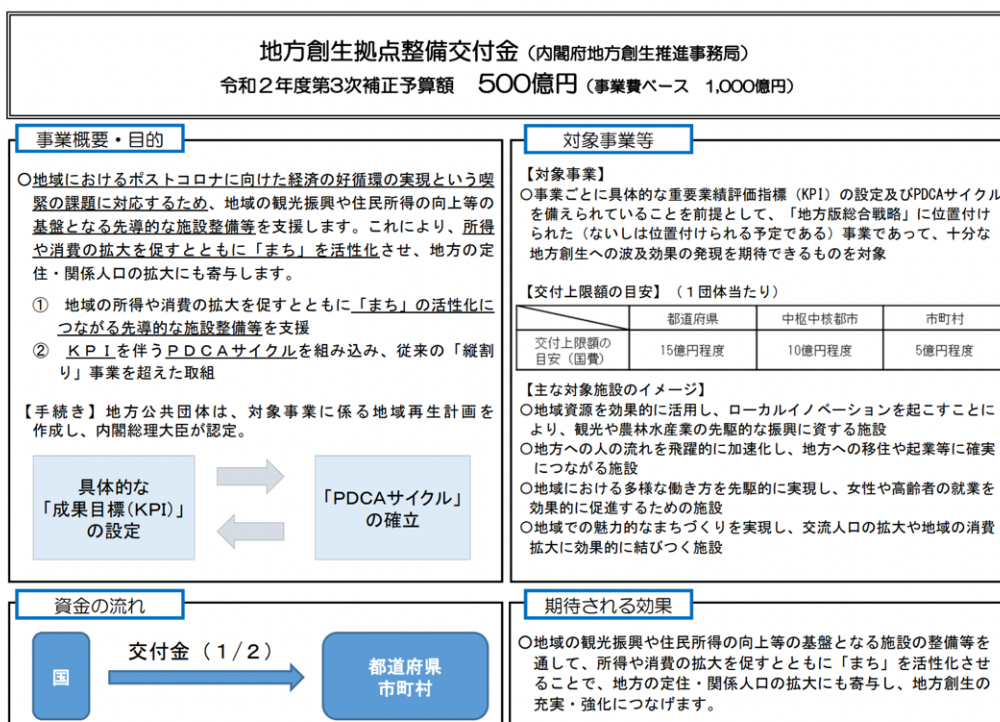 地方創生拠点整備交付金（内閣府地方創生推進事務局）
令和２年度第３次補正予算額　500億円（事業費ベース　1,000億円）
事業概要・目的
○地域におけるポストコロナに向けた経済の好循環の実現という喫
緊の課題に対応するため、地域の観光振興や住民所得の向上等の
基盤となる先導的な施設整備等を支援します。これにより、所得
や消費の拡大を促すとともに「まち」を活性化させ、地方の定
住・関係人口の拡大にも寄与します。
①　地域の所得や消費の拡大を促すとともに「まち」の活性化に
つながる先導的な施設整備等を支援
②　ＫＰＩを伴うＰＤＣＡサイクルを組み込み、従来の「縦割
り」事業を超えた取組
【手続き】地方公共団体は、対象事業に係る地域再生計画を
作成し、内閣総理大臣が認定。
具体的な
「成果目標（KPI）」
の設定
「PDCAサイクル」
の確立
対象事業等
【対象事業】
○事業ごとに具体的な重要業績評価指標（KPI）の設定及びPDCAサイクル
を備えられていることを前提として、「地方版総合戦略」に位置付け
られた（ないしは位置付けられる予定である）事業であって、十分な
地方創生への波及効果の発現を期待できるものを対象
【交付上限額の目安】（１団体当たり）
都道府県　中枢中核都市　市町村
交付上限額の
目安（国費）　15億円程度　10億円程度　5億円程度
【主な対象施設のイメージ】
○地域資源を効果的に活用し、ローカルイノベーションを起こすことに
より、観光や農林水産業の先駆的な振興に資する施設
○地方への人の流れを飛躍的に加速化し、地方への移住や起業等に確実
につながる施設
○地域における多様な働き方を先駆的に実現し、女性や高齢者の就業を
効果的に促進するための施設
○地域での魅力的なまちづくりを実現し、交流人口の拡大や地域の消費
拡大に効果的に結びつく施設
資金の流れ
国
交付金（１/２）
都道府県
市町村
期待される効果
○地域の観光振興や住民所得の向上等の基盤となる施設の整備等を
通して、所得や消費の拡大を促すとともに「まち」を活性化させ
ることで、地方の定住・関係人口の拡大にも寄与し、地方創生の
充実・強化につなげます。